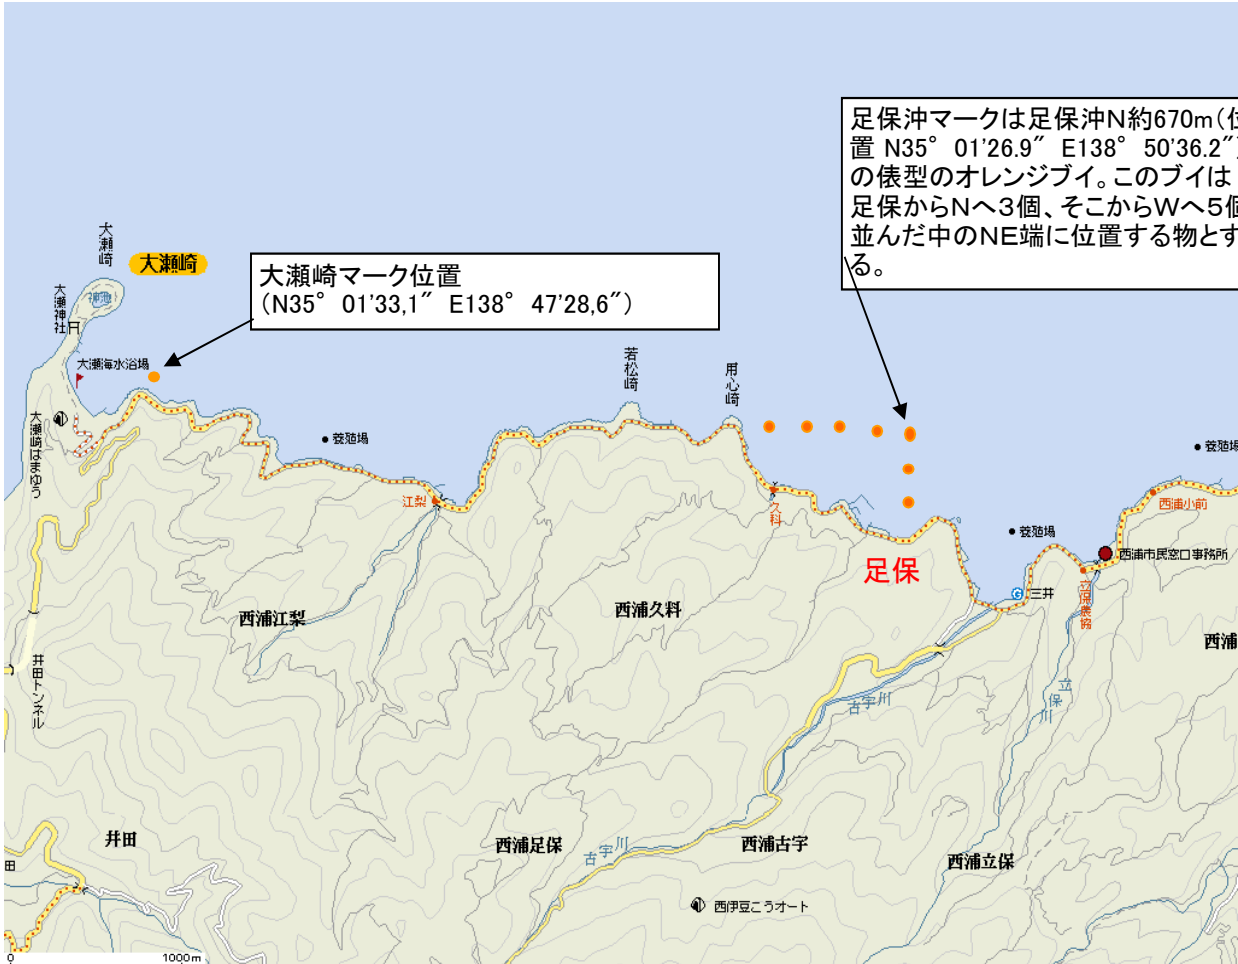 足保沖マークは足保沖N約670m(位
置 N35° 01'26.9" E138° 50'36.2")
の俵型のオレンジブイ。このブイは
足保からNへ3個、そこからWへ5個
並んだ中のNE端に位置する物とす
る。
大瀬崎マーク位置
(N35° 01'33,1" E138° 47'28,6")
大瀬崎
大瀬崎
神池
大瀬神社
大瀬海水浴場
大瀬崎はまゆう
養殖場
若松崎
用心崎
江梨
久料
養殖場
西浦小前
養殖場
西浦市民窓口事務所
足保
三井
立保農協
西浦江梨
西浦久料
西浦
井田トンネル
古宇川
立保川
井田
田
西浦足保
古宇川
西浦古宇
西浦立保
西伊豆こうオート
0 1000m